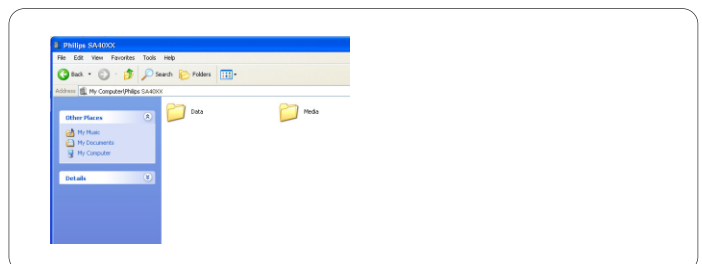 Philips SA40XX
File Edit View Favorites Tools Help
Back Search Folders
Address My Computer\Philips SA40XX
Other Places
My Music
My Documents
My Computer
Details
Data Media